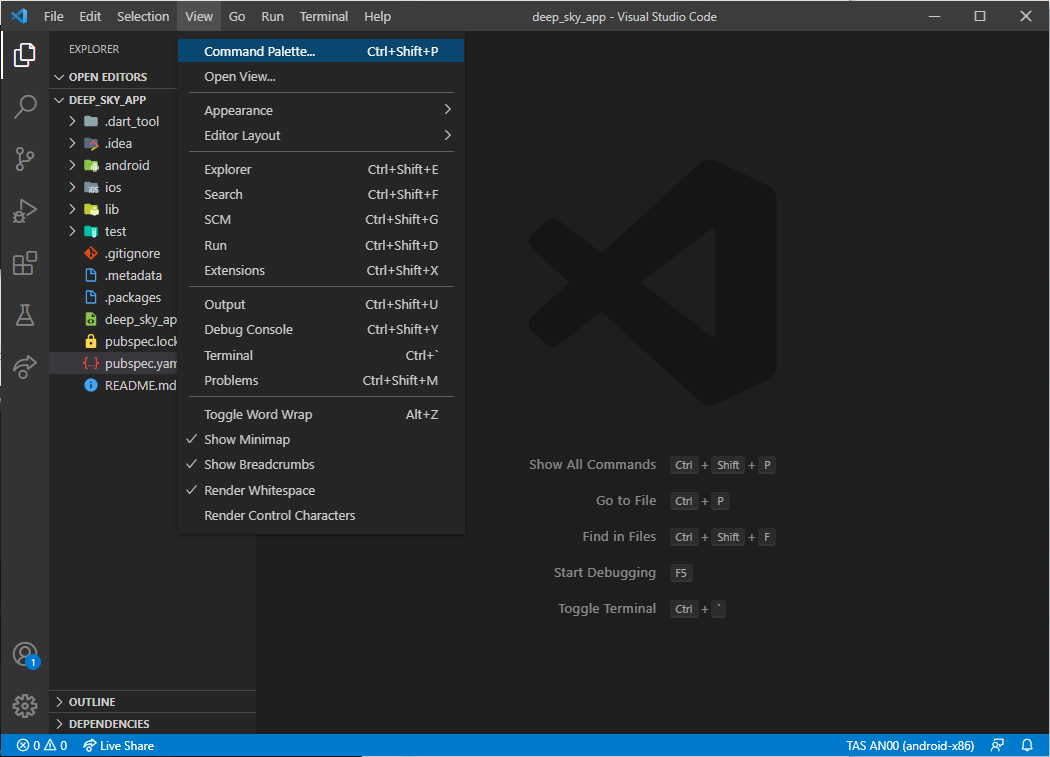 File Edit Selection View Go Run Terminal Help deep_sky_app - Visual Studio Code
EXPLORER
OPEN EDITORS
DEEP_SKY_APP
.dart_tool
.idea
android
ios
lib
test
.gitignore
.metadata
.packages
deep_sky_ap
pubspec.lock
pubspec.yam
README.md
OUTLINE
DEPENDENCIES
Command Palette... Ctrl+Shift+P
Open View...
Appearance
Editor Layout
Explorer Ctrl+Shift+E
Search Ctrl+Shift+F
SCM Ctrl+Shift+G
Run Ctrl+Shift+D
Extensions Ctrl+Shift+X
Output Ctrl+Shift+U
Debug Console Ctrl+Shift+Y
Terminal Ctrl+`
Problems Ctrl+Shift+M
Toggle Word Wrap Alt+Z
Show Minimap
Show Breadcrumbs
Render Whitespace
Render Control Characters
Show All Commands Ctrl + Shift + P
Go to File Ctrl + P
Find in Files Ctrl + Shift + F
Start Debugging F5
Toggle Terminal Ctrl + `
1
0 0 Live Share TAS AN00 (android-x86)